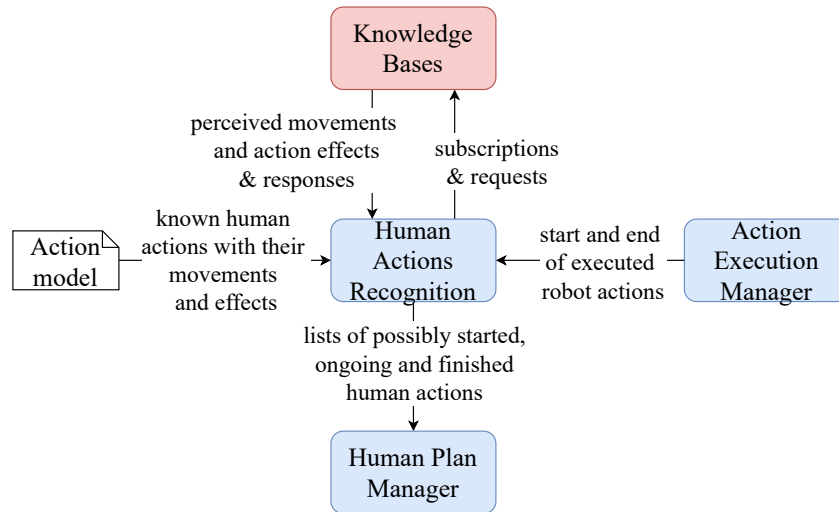 Knowledge
Bases
perceived movements
and action effects
& responses
subscriptions
& requests
Action
model
known human
actions with their
movements
and effects
Human
Actions
Recognition
start and end
of executed
robot actions
Action
Execution
Manager
lists of possibly started,
ongoing and finished
human actions
Human Plan
Manager